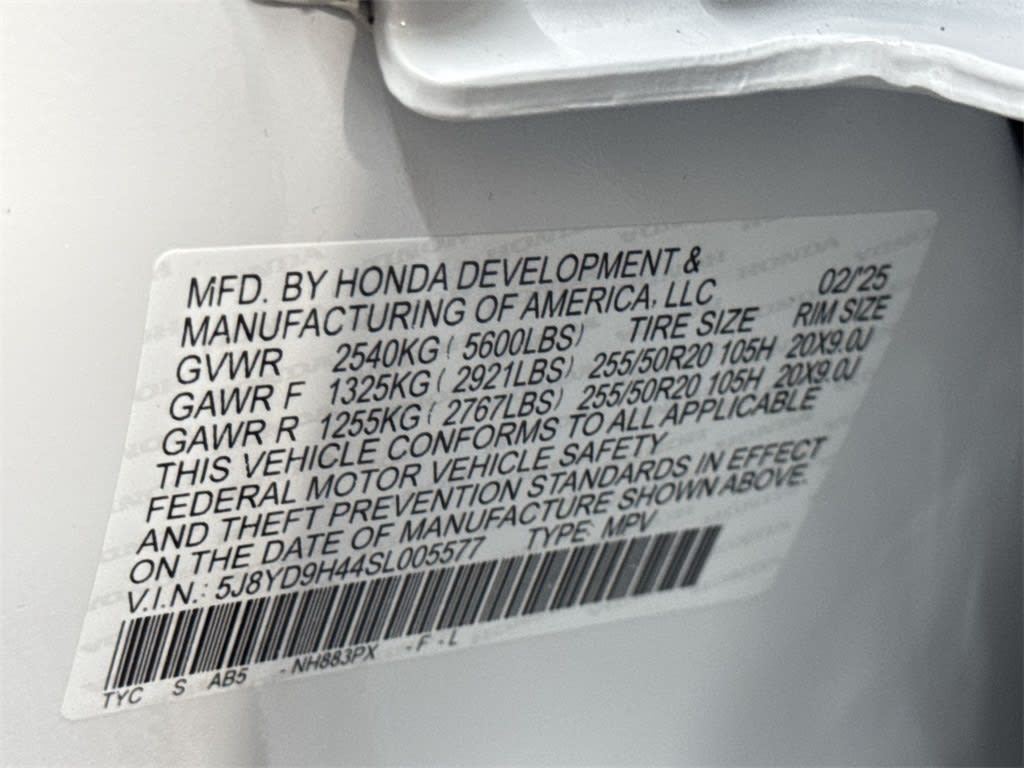 MFD. BY HONDA DEVELOPMENT &
MANUFACTURING OF AMERICA, LLC 02/'25
GVWR 2540KG ( 5600LBS) TIRE SIZE RIM SIZE
GAWR F 1325KG ( 2921LBS) 255/50R20 105H 20X9.0J
GAWR R 1255KG ( 2767LBS) 255/50R20 105H 20X9.0J
THIS VEHICLE CONFORMS TO ALL APPLICABLE
FEDERAL MOTOR VEHICLE SAFETY
AND THEFT PREVENTION STANDARDS IN EFFECT
ON THE DATE OF MANUFACTURE SHOWN ABOVE.
V.I.N.: 5J8YD9H44SL005577 TYPE: MPV
TYC S AB5 - NH883PX - F - L